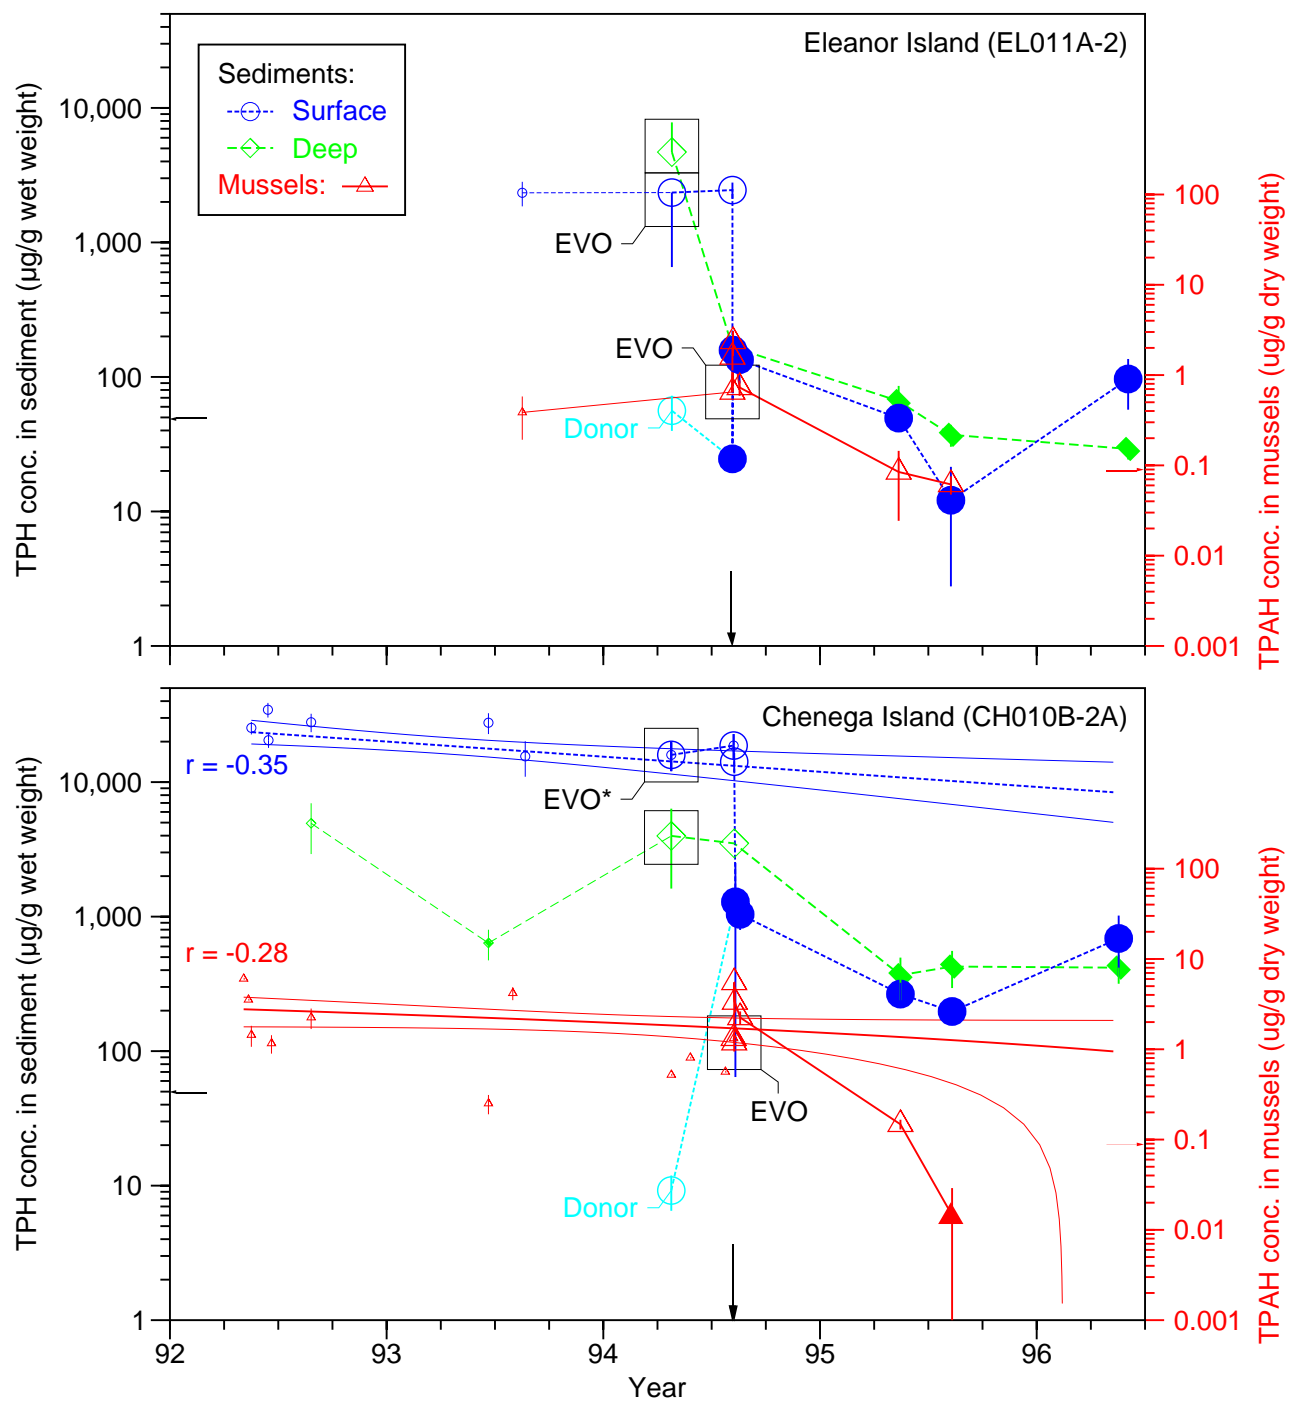 Eleanor Island (EL011A-2)
Sediments:
Surface
Deep
Mussels:
TPH conc. in sediment (µg/g wet weight)
10,000
1,000
100
10
1
EVO
EVO
Donor
100
10
1
0.1
0.01
0.001
TPAH conc. in mussels (ug/g dry weight)
Chenega Island (CH010B-2A)
r = -0.35
EVO*
r = -0.28
EVO
Donor
TPH conc. in sediment (µg/g wet weight)
10,000
1,000
100
10
1
100
10
1
0.1
0.01
0.001
TPAH conc. in mussels (ug/g dry weight)
92 93 94 95 96
Year